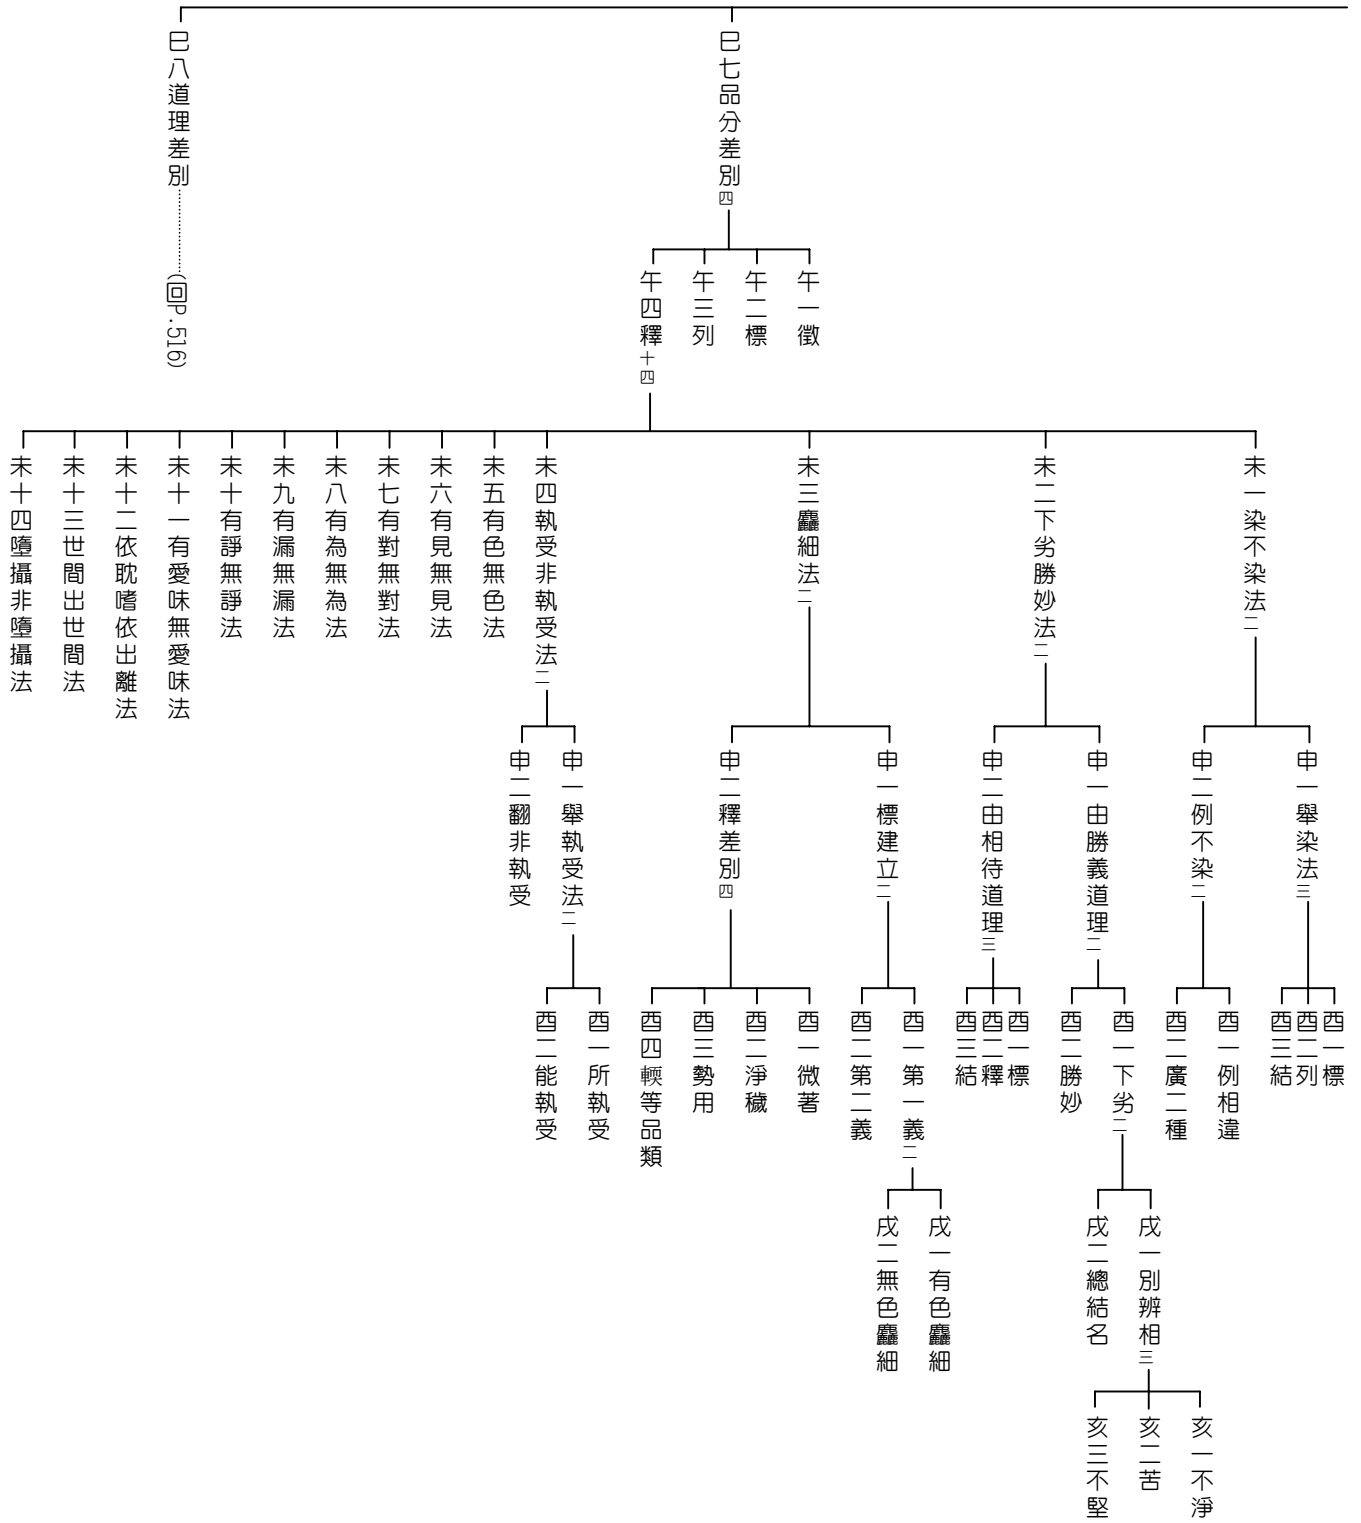 巳七品分差別四
午一徵
午二標
午三列
午四釋十四
未一染不染法二
申一舉染法三
酉一標
酉二列
酉三結
申二例不染二
酉一例相違
酉二廣二種
未二下劣勝妙法二
申一由勝義道理二
酉一下劣二
戌一別辨相三
亥一不淨
亥二苦
亥三不堅
戌二總結名
酉二勝妙
申二由相待道理三
酉一標
酉二釋
酉三結
未三麤細法二
申一標建立二
酉一第一義二
戌一有色麤細
戌二無色麤細
酉二第二義
申二釋差別四
酉一微著
酉二淨穢
酉三勢用
酉四輭等品類
未四執受非執受法二
申一舉執受法二
酉一所執受
酉二能執受
申二翻非執受
未五有色無色法
未六有見無見法
未七有對無對法
未八有為無為法
未九有漏無漏法
未十有諍無諍法
未十一有愛味無愛味法
未十二依耽嗜依出離法
未十三世間出世間法
未十四墮攝非墮攝法
巳八道理差別…………(回P.516)